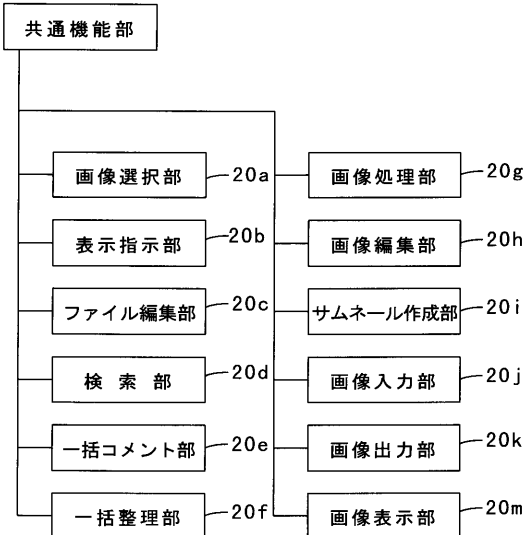 共通機能部
画像選択部 20a
表示指示部 20b
ファイル編集部 20c
検索部 20d
一括コメント部 20e
一括整理部 20f
画像処理部 20g
画像編集部 20h
サムネール作成部 20i
画像入力部 20j
画像出力部 20k
画像表示部 20m